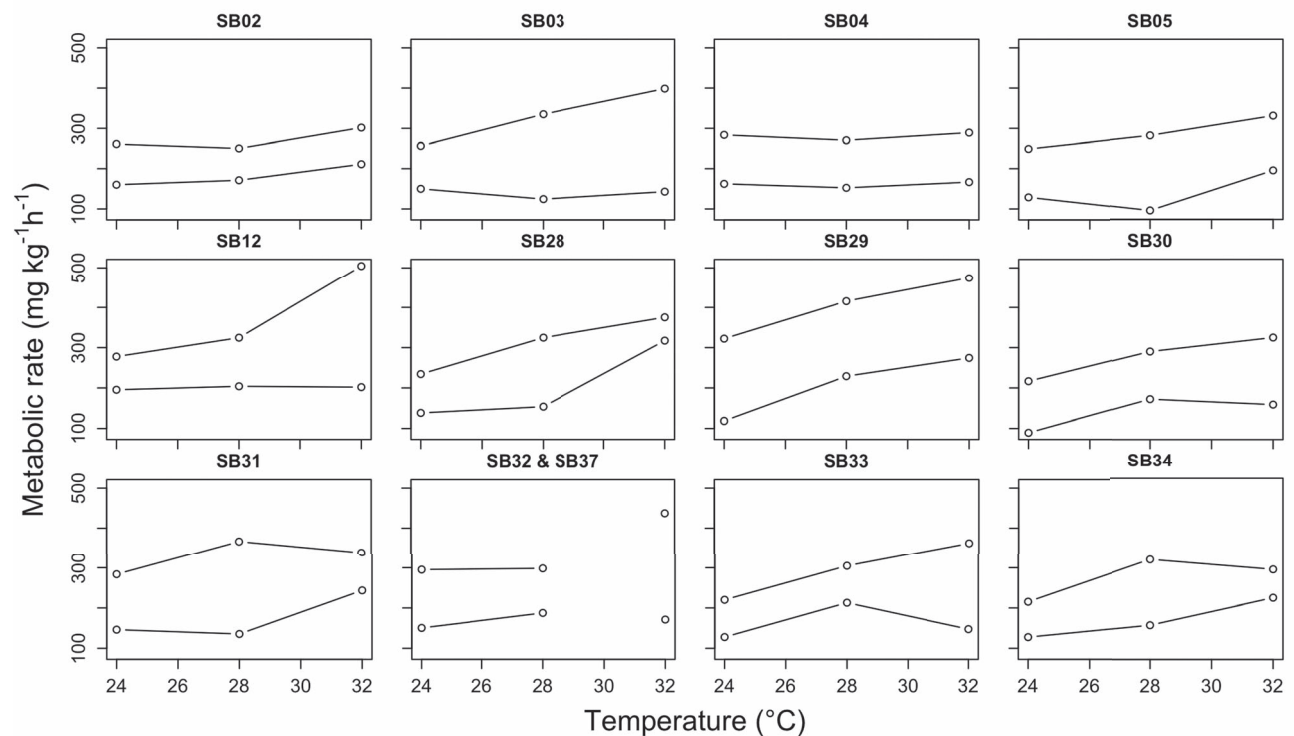 SB02 SB03 SB04 SB05
500
300
100
SB12 SB28 SB29 SB30
500
300
100
SB31 SB32 & SB37 SB33 SB34
500
300
100
24 26 28 30 32 24 26 28 30 32 24 26 28 30 32 24 26 28 30 32
Metabolic rate (mg kg⁻¹h⁻¹)
Temperature (°C)